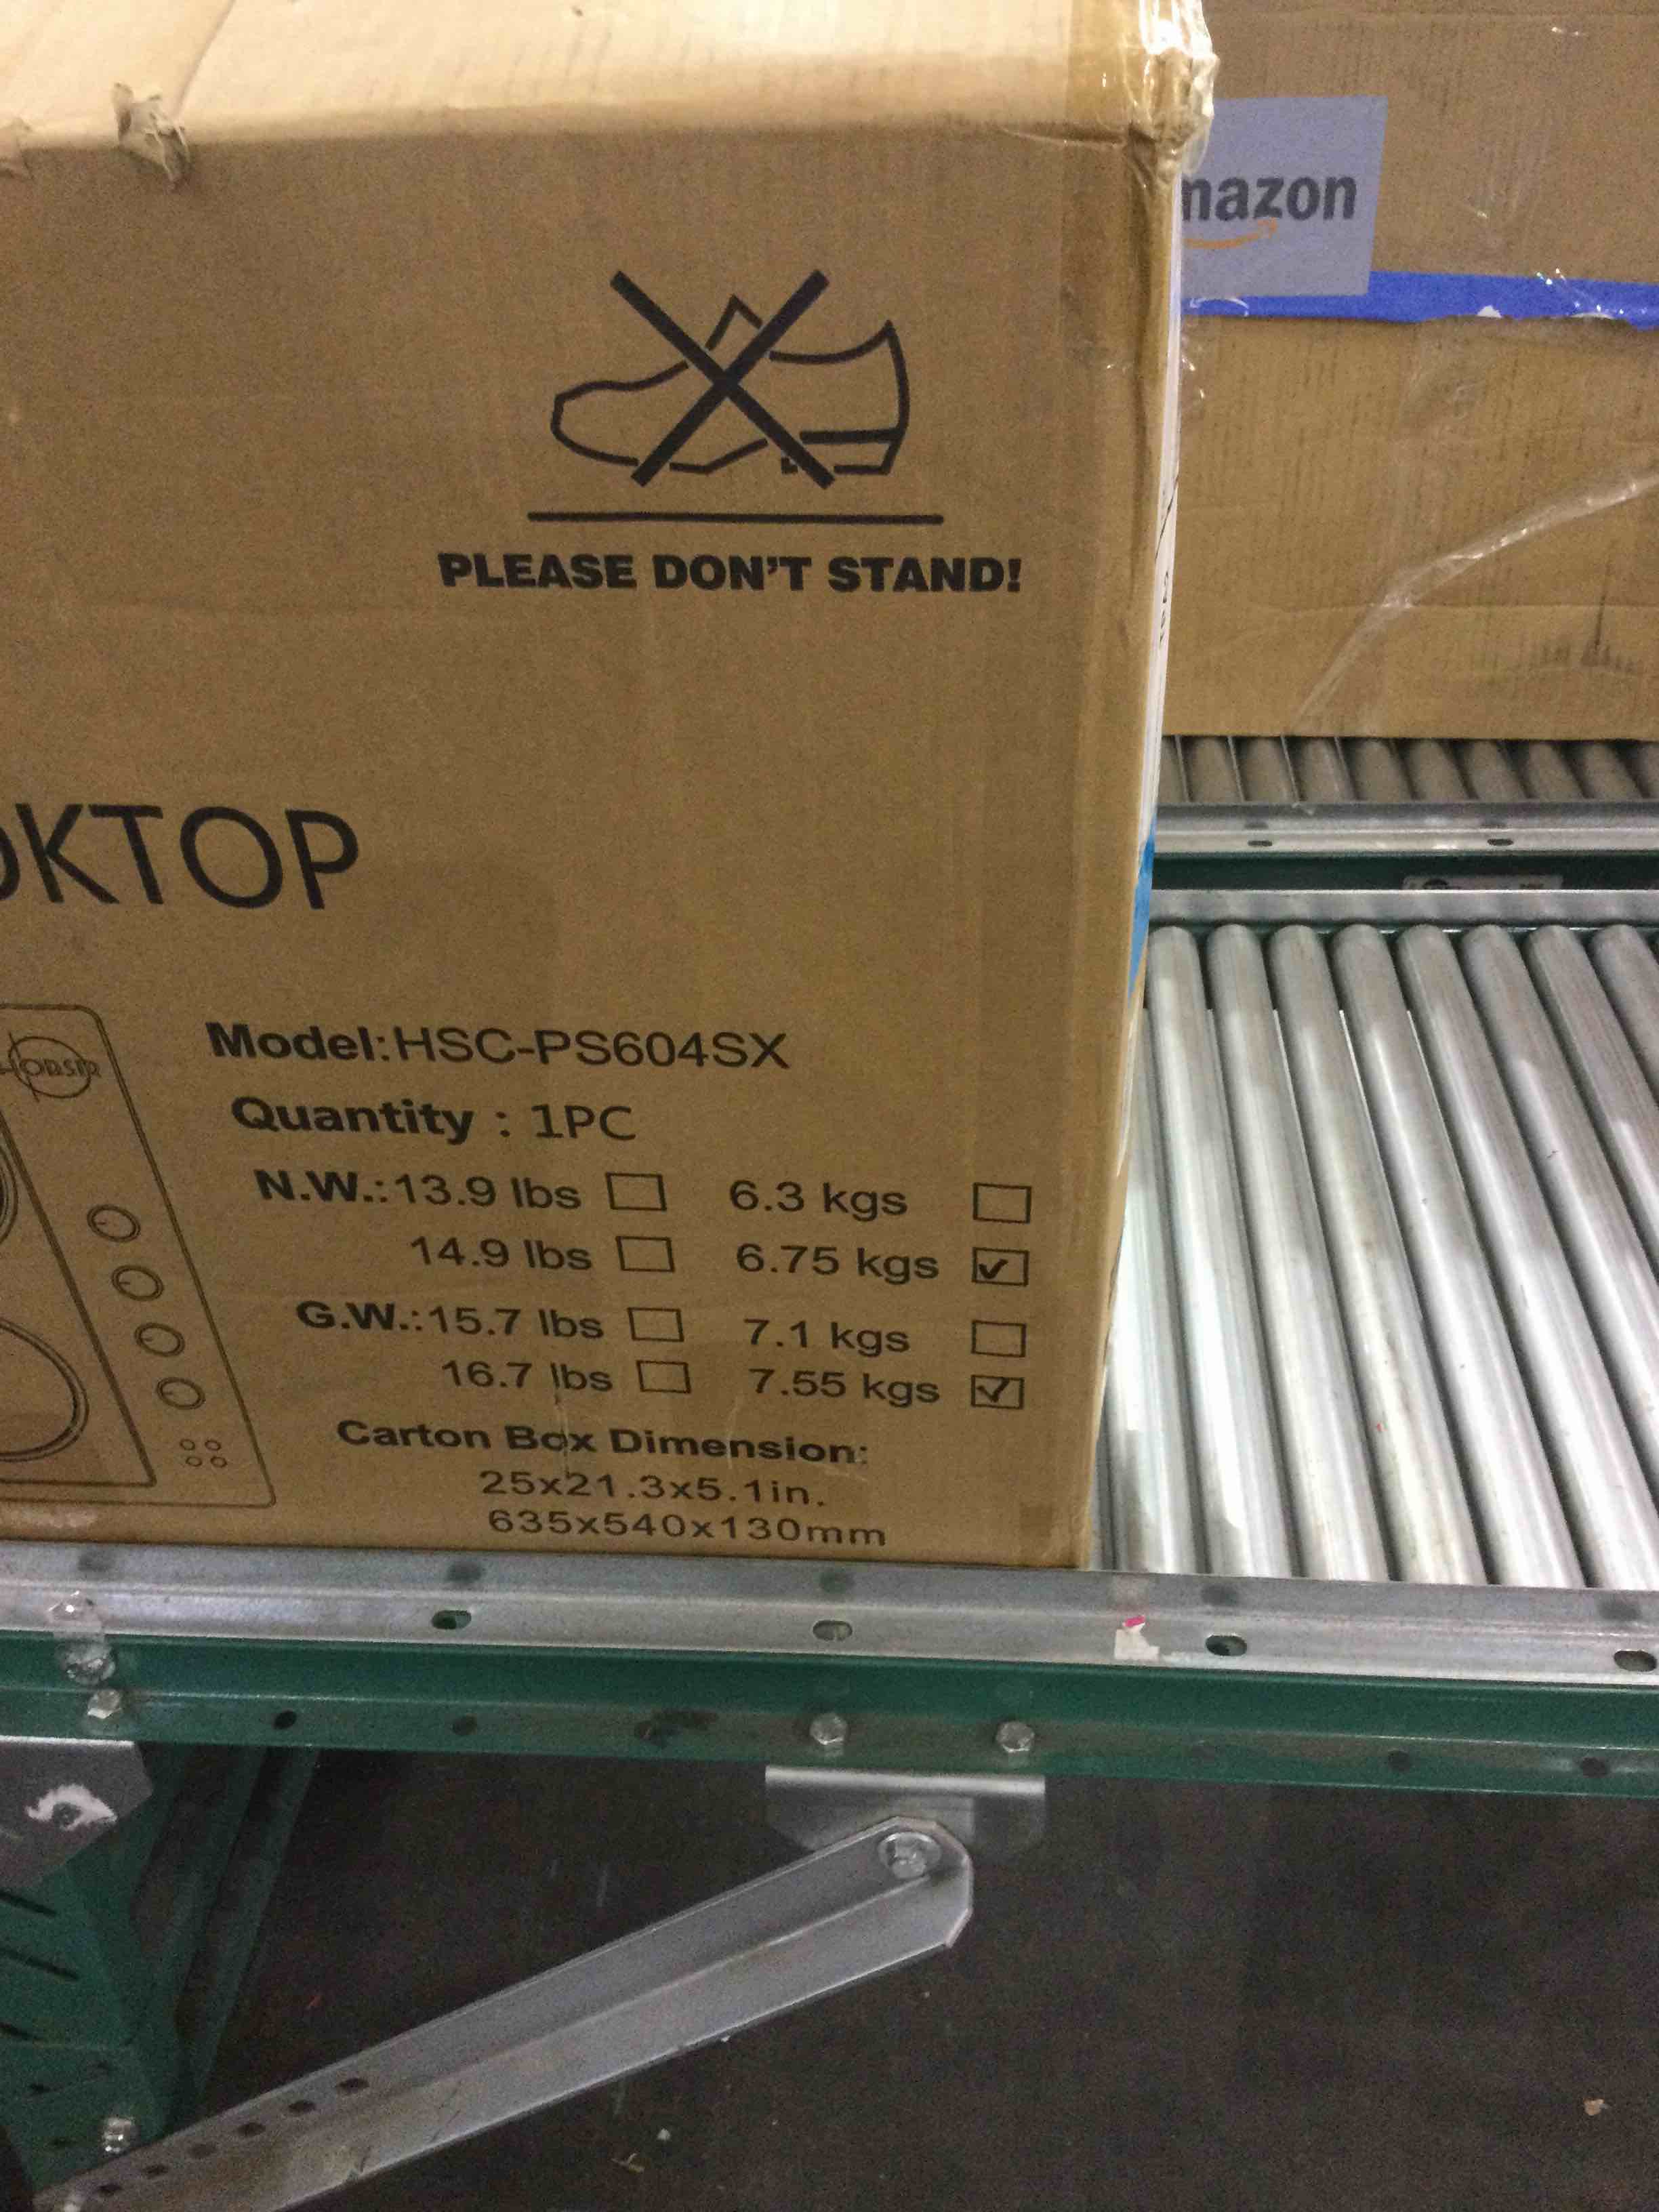 mazon
PLEASE DON'T STAND!
OKTOP
Model:HSC-PS604SX
Quantity : 1PC
N.W.:13.9 lbs 6.3 kgs
14.9 lbs 6.75 kgs
G.W.:15.7 lbs 7.1 kgs
16.7 lbs 7.55 kgs
Carton Box Dimension:
25x21.3x5.1in.
635x540x130mm